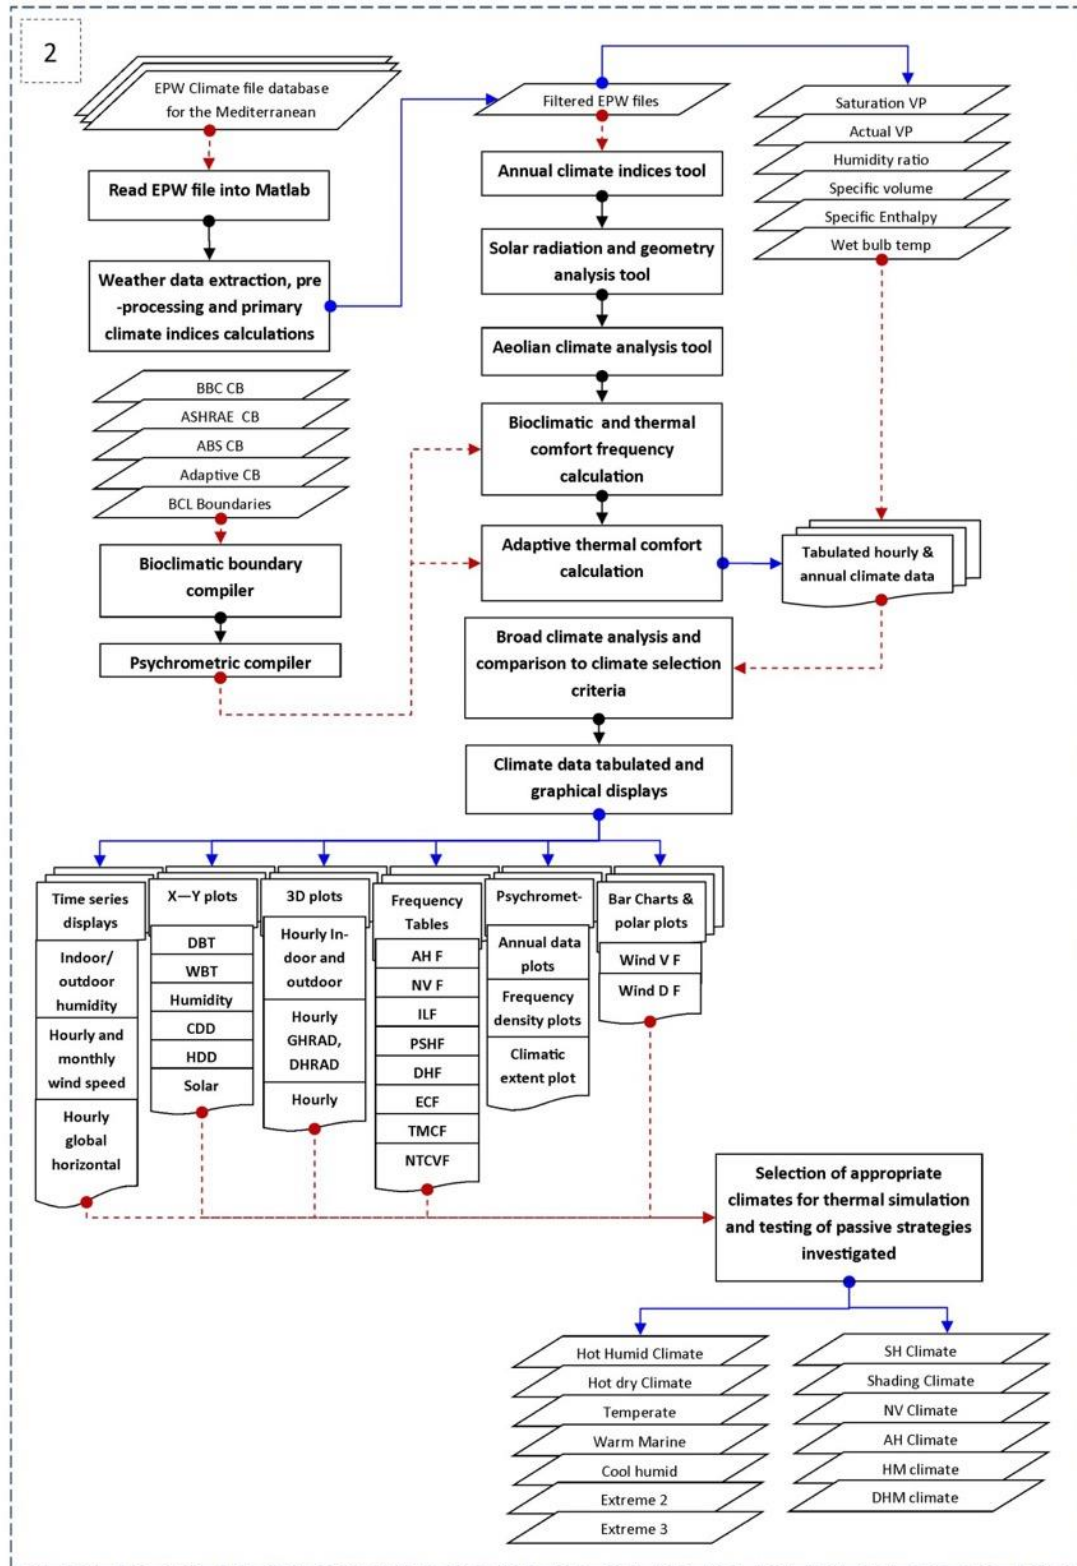 2
EPW Climate file database
for the Mediterranean
Read EPW file into Matlab
Weather data extraction, pre
-processing and primary
climate indices calculations
Filtered EPW files
Annual climate indices tool
Solar radiation and geometry
analysis tool
Aeolian climate analysis tool
Bioclimatic and thermal
comfort frequency
calculation
Adaptive thermal comfort
calculation
Saturation VP
Actual VP
Humidity ratio
Specific volume
Specific Enthalpy
Wet bulb temp
BBC CB
ASHRAE CB
ABS CB
Adaptive CB
BCL Boundaries
Bioclimatic boundary
compiler
Psychrometric compiler
Tabulated hourly &
annual climate data
Broad climate analysis and
comparison to climate selection
criteria
Climate data tabulated and
graphical displays
Time series
displays
Indoor/
outdoor
humidity
Hourly and
monthly
wind speed
Hourly
global
horizontal
X—Y plots
DBT
WBT
Humidity
CDD
HDD
Solar
3D plots
Hourly In-
door and
outdoor
Hourly
GHRAD,
DHRAD
Hourly
Frequency
Tables
AH F
NV F
ILF
PSHF
DHF
ECF
TMCF
NTCVF
Psychromet-
Annual data
plots
Frequency
density plots
Climatic
extent plot
Bar Charts &
polar plots
Wind V F
Wind D F
Selection of appropriate
climates for thermal simulation
and testing of passive strategies
investigated
Hot Humid Climate
Hot dry Climate
Temperate
Warm Marine
Cool humid
Extreme 2
Extreme 3
SH Climate
Shading Climate
NV Climate
AH Climate
HM climate
DHM climate